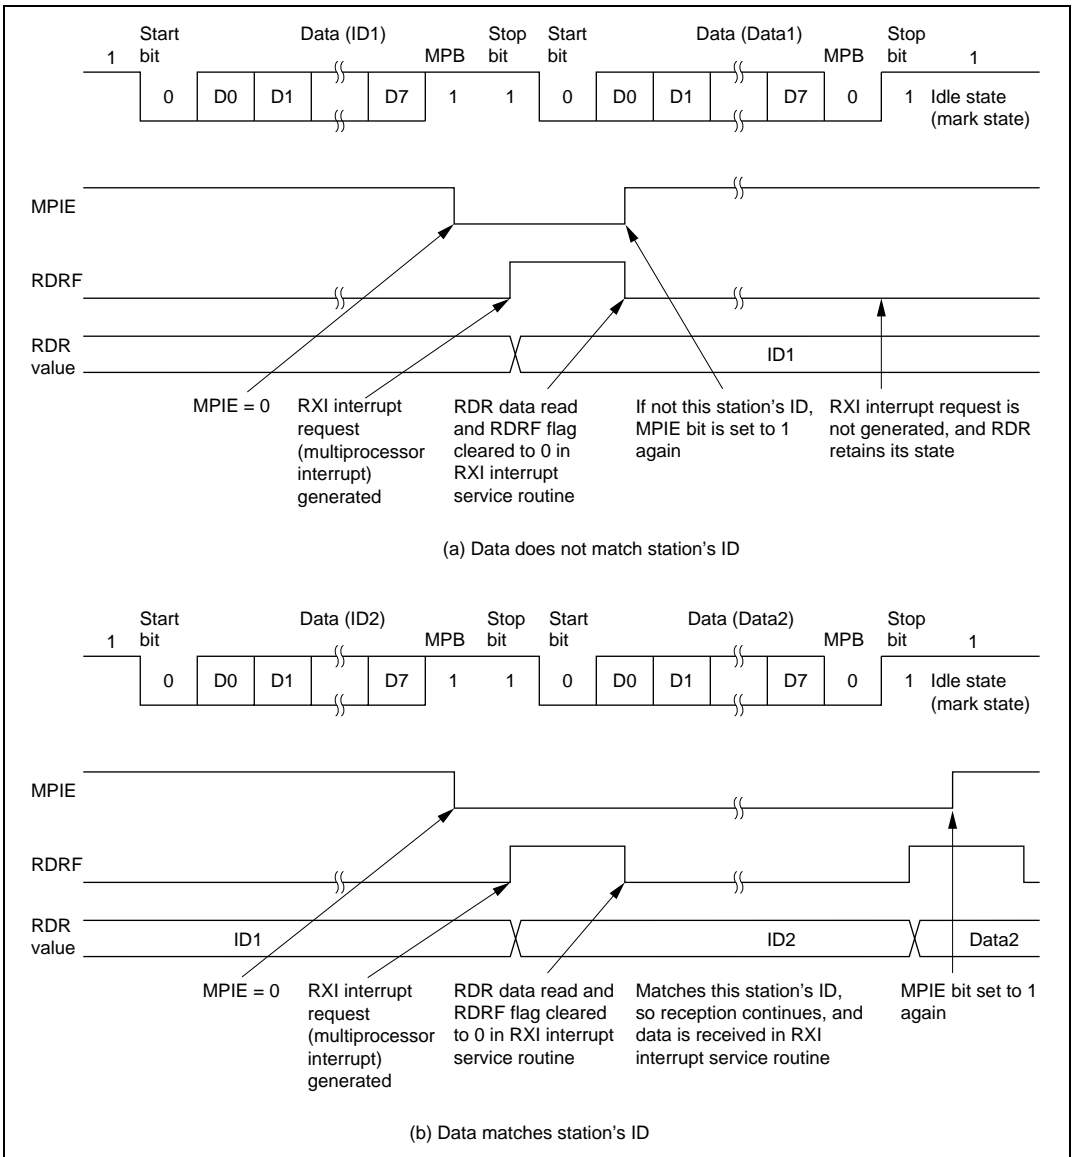 Start bit
Data (ID1)
Stop bit
Start bit
Data (Data1)
Stop bit
1
MPB
MPB
1
0 D0 D1 D7 1 1 0 D0 D1 D7 0 1 Idle state (mark state)
MPIE
RDRF
RDR value
ID1
MPIE = 0
RXI interrupt
request
(multiprocessor
interrupt)
generated
RDR data read
and RDRF flag
cleared to 0 in
RXI interrupt
service routine
If not this station's ID,
MPIE bit is set to 1
again
RXI interrupt request is
not generated, and RDR
retains its state
(a) Data does not match station's ID
Start bit
Data (ID2)
Stop bit
Start bit
Data (Data2)
Stop bit
1
MPB
MPB
1
0 D0 D1 D7 1 1 0 D0 D1 D7 0 1 Idle state (mark state)
MPIE
RDRF
RDR value
ID1
ID2
Data2
MPIE = 0
RXI interrupt
request
(multiprocessor
interrupt)
generated
RDR data read and
RDRF flag cleared
to 0 in RXI interrupt
service routine
Matches this station's ID,
so reception continues, and
data is received in RXI
interrupt service routine
MPIE bit set to 1
again
(b) Data matches station's ID